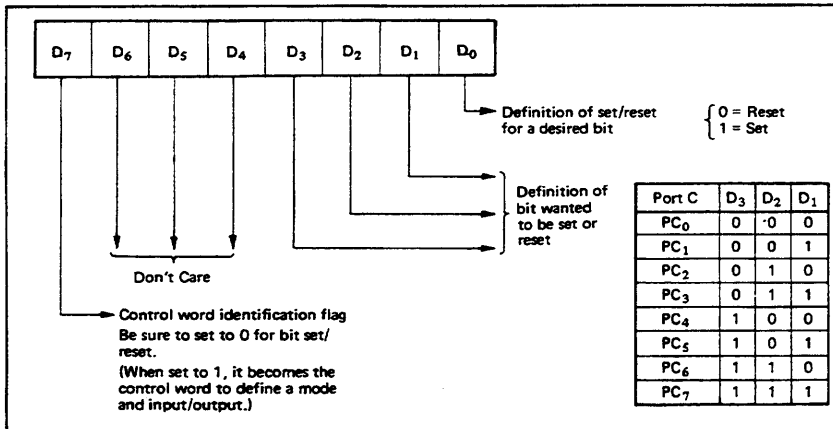 D7 D6 D5 D4 D3 D2 D1 D0
Definition of set/reset
for a desired bit
0 = Reset
1 = Set
Definition of
bit wanted
to be set or
reset
Don't Care
Control word identification flag
Be sure to set to 0 for bit set/
reset.
(When set to 1, it becomes the
control word to define a mode
and input/output.)
Port C D3 D2 D1
PC0 0 0 0
PC1 0 0 1
PC2 0 1 0
PC3 0 1 1
PC4 1 0 0
PC5 1 0 1
PC6 1 1 0
PC7 1 1 1